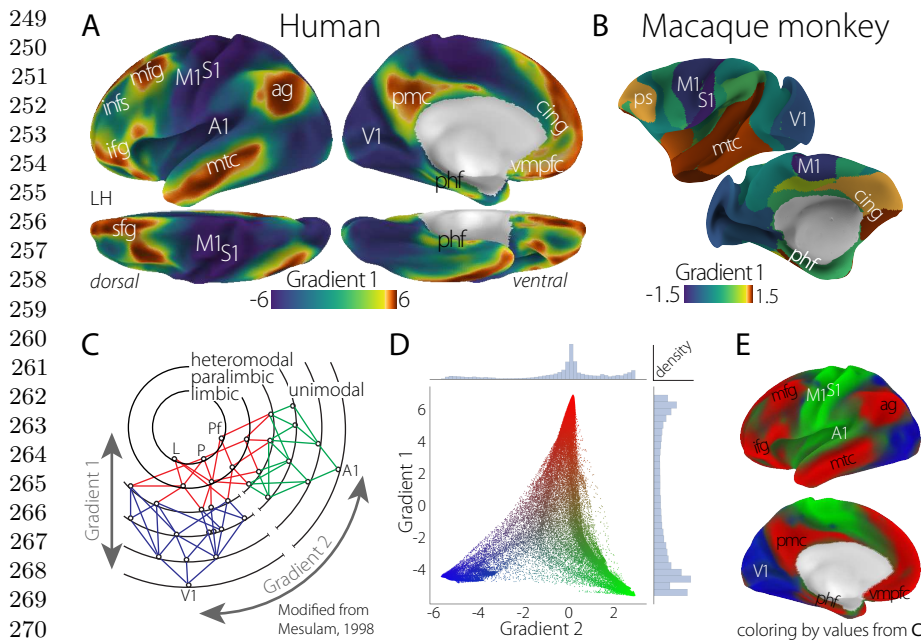 249
250
251
252
253
254
255
256
257
258
259
260
261
262
263
264
265
266
267
268
269
270
A Human
mfg
infs
ifg
M1 S1
A1
ag
mtc
LH
pmc
V1
cing
vmpfc
phf
sfg
M1 S1
phf
dorsal
ventral
Gradient 1
-6 6
B Macaque monkey
ps
M1
S1
V1
mtc
M1
cing
phf
Gradient 1
-1.5 1.5
C
heteromodal
paralimbic
limbic
unimodal
Pf
L
P
A1
V1
Gradient 1
Gradient 2
Modified from
Mesulam, 1998
D
density
6
4
2
0
-2
-4
Gradient 1
-6 -4 -2 0 2
Gradient 2
E
mfg
M1 S1
ag
A1
ifg
mtc
pmc
V1
phf
vmpfc
coloring by values from C